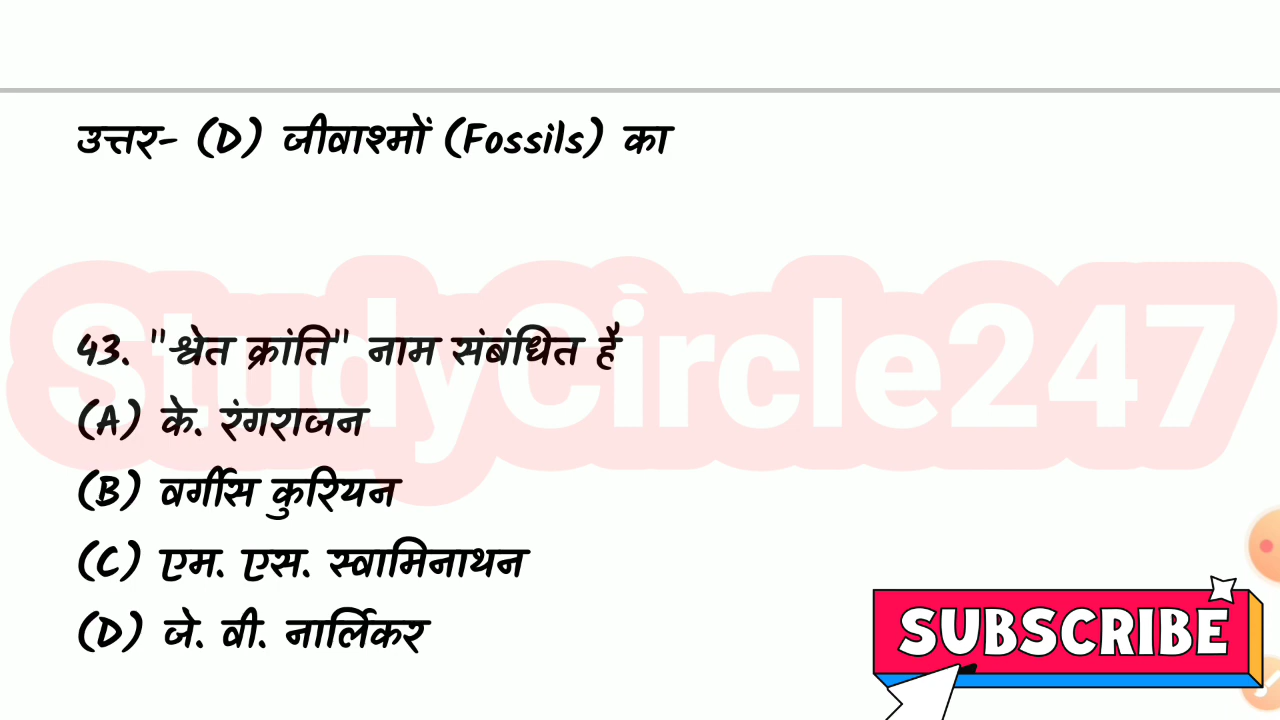 उत्तर- (D) जीवाश्मों (Fossils) का
StudyCircle247
43. "श्वेत क्रांति" नाम संबंधित है
(A) के. रंगराजन
(B) वर्गीस कुरियन
(C) एम. एस. स्वामिनाथन
(D) जे. वी. नार्लिकर
SUBSCRIBE